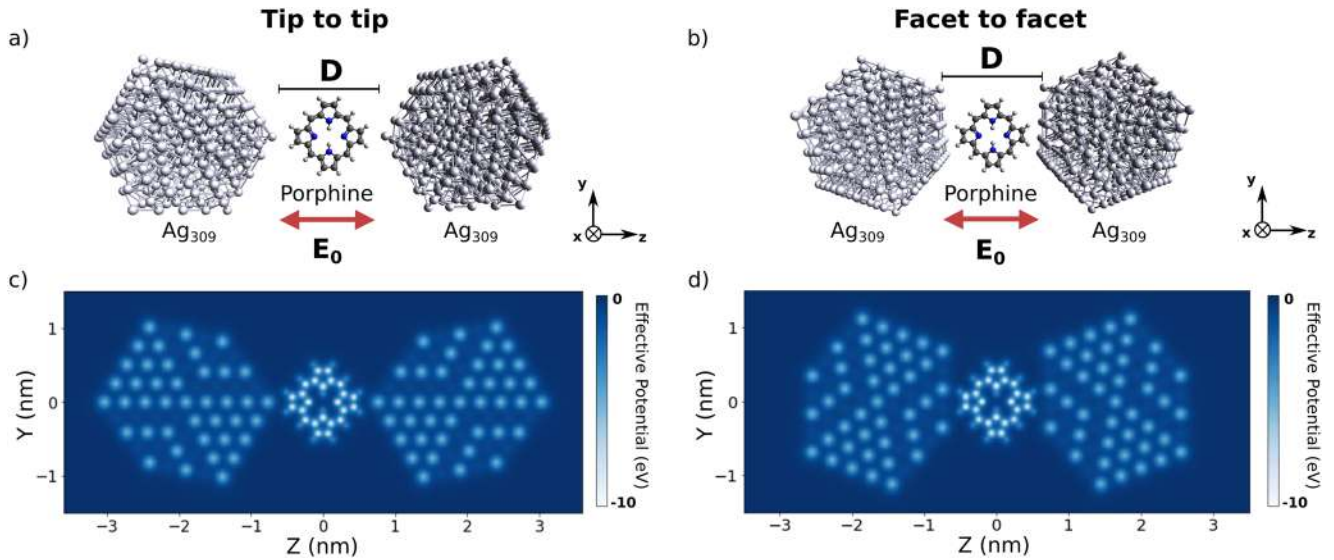 Tip to tip
Facet to facet
a)
D
Porphine
Ag309
Ag309
E0
y
x
z
b)
D
Porphine
Ag309
Ag309
E0
y
x
z
c)
Y (nm)
1
0
−1
−3
−2
−1
0
1
2
3
Z (nm)
0
-10
Effective Potential (eV)
d)
Y (nm)
1
0
−1
−3
−2
−1
0
1
2
3
Z (nm)
0
-10
Effective Potential (eV)